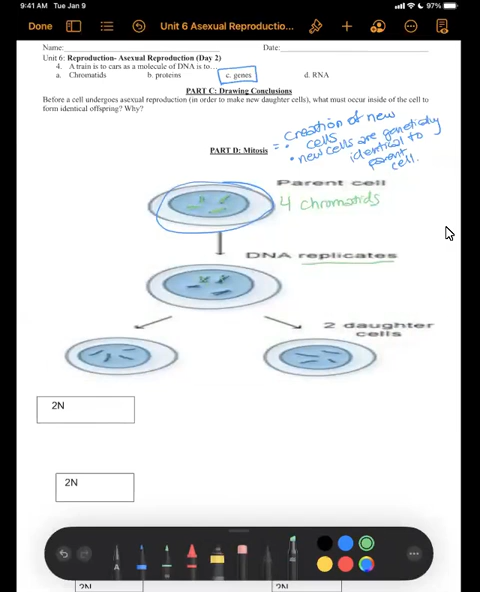 9:41 AM Tue Jan 9
97%
Done
Unit 6 Asexual Reproductio...
Name:
Date:
Unit 6: Reproduction- Asexual Reproduction (Day 2)
4. A train is to cars as a molecule of DNA is to…
a. Chromatids b. proteins c. genes d. RNA
PART C: Drawing Conclusions
Before a cell undergoes asexual reproduction (in order to make new daughter cells), what must occur inside of the cell to
form identical offspring? Why?
PART D: Mitosis
= • creation of new
cells
• new cells are genetically
identical to
parent
cell.
Parent cell
4 chromatids
DNA replicates
2 daughter
cells
2N
2N
A
2N
2N